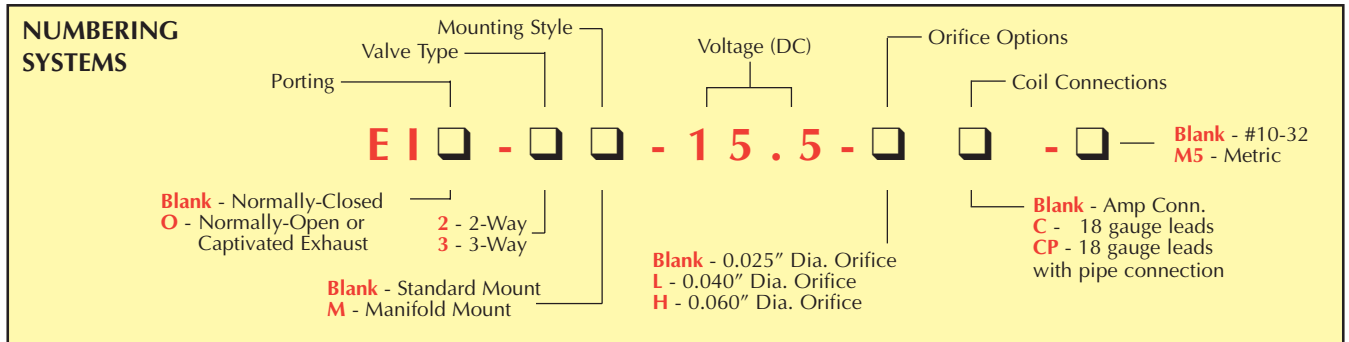 NUMBERING
SYSTEMS
Mounting Style
Valve Type
Porting
Voltage (DC)
Orifice Options
Coil Connections
E I ❑ - ❑ ❑ - 1 5 . 5 - ❑ ❑ - ❑
Blank - #10-32
M5 - Metric
Blank - Normally-Closed
O - Normally-Open or
Captivated Exhaust
2 - 2-Way
3 - 3-Way
Blank - Standard Mount
M - Manifold Mount
Blank - 0.025" Dia. Orifice
L - 0.040" Dia. Orifice
H - 0.060" Dia. Orifice
Blank - Amp Conn.
C - 18 gauge leads
CP - 18 gauge leads
with pipe connection